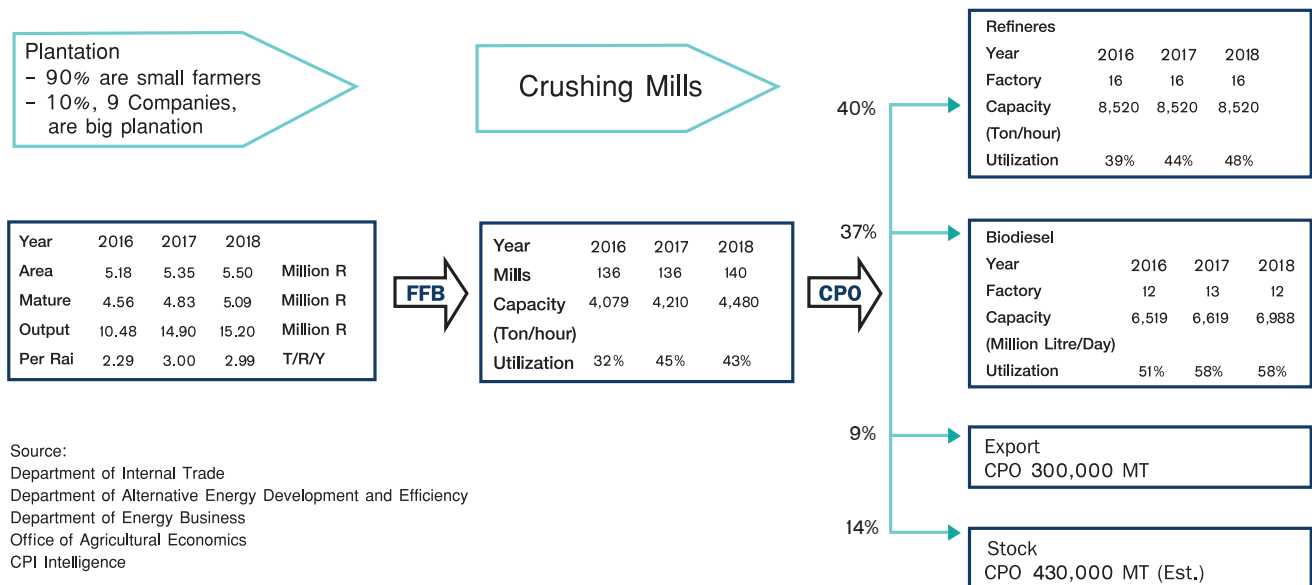 Plantation
– 90% are small farmers
– 10%, 9 Companies,
are big planation
Crushing Mills
Year 2016 2017 2018
Area 5.18 5.35 5.50 Million R
Mature 4.56 4.83 5.09 Million R
Output 10.48 14.90 15.20 Million R
Per Rai 2.29 3.00 2.99 T/R/Y
FFB
Year 2016 2017 2018
Mills 136 136 140
Capacity 4,079 4,210 4,480
(Ton/hour)
Utilization 32% 45% 43%
CPO
40%
Refineres
Year 2016 2017 2018
Factory 16 16 16
Capacity 8,520 8,520 8,520
(Ton/hour)
Utilization 39% 44% 48%
37%
Biodiesel
Year 2016 2017 2018
Factory 12 13 12
Capacity 6,519 6,619 6,988
(Million Litre/Day)
Utilization 51% 58% 58%
9%
Export
CPO 300,000 MT
14%
Stock
CPO 430,000 MT (Est.)
Source:
Department of Internal Trade
Department of Alternative Energy Development and Efficiency
Department of Energy Business
Office of Agricultural Economics
CPI Intelligence